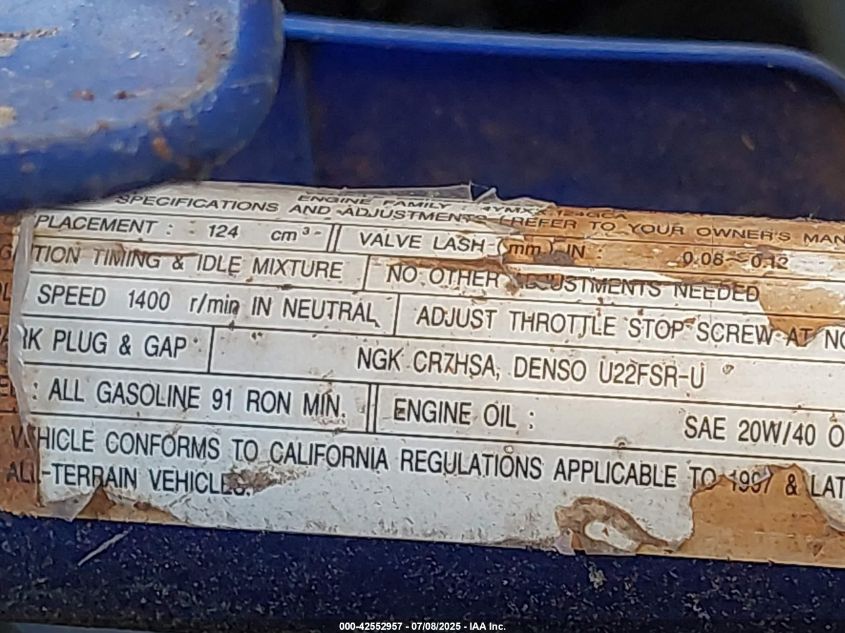 ENGINE FAMILY
SPECIFICATIONS AND ADJUSTMENTS (REFER TO YOUR OWNER'S MAN
PLACEMENT : 124 cm³ VALVE LASH (mm) IN : 0.08 - 0.12
TION TIMING & IDLE MIXTURE NO OTHER ADJUSTMENTS NEEDED
SPEED 1400 r/min IN NEUTRAL ADJUST THROTTLE STOP SCREW AT
RK PLUG & GAP NGK CR7HSA, DENSO U22FSR-U
: ALL GASOLINE 91 RON MIN. ENGINE OIL : SAE 20W/40 O
VEHICLE CONFORMS TO CALIFORNIA REGULATIONS APPLICABLE TO 1997 & LAT
ALL-TERRAIN VEHICLES.
000-42552957 - 07/08/2025 - IAA Inc.